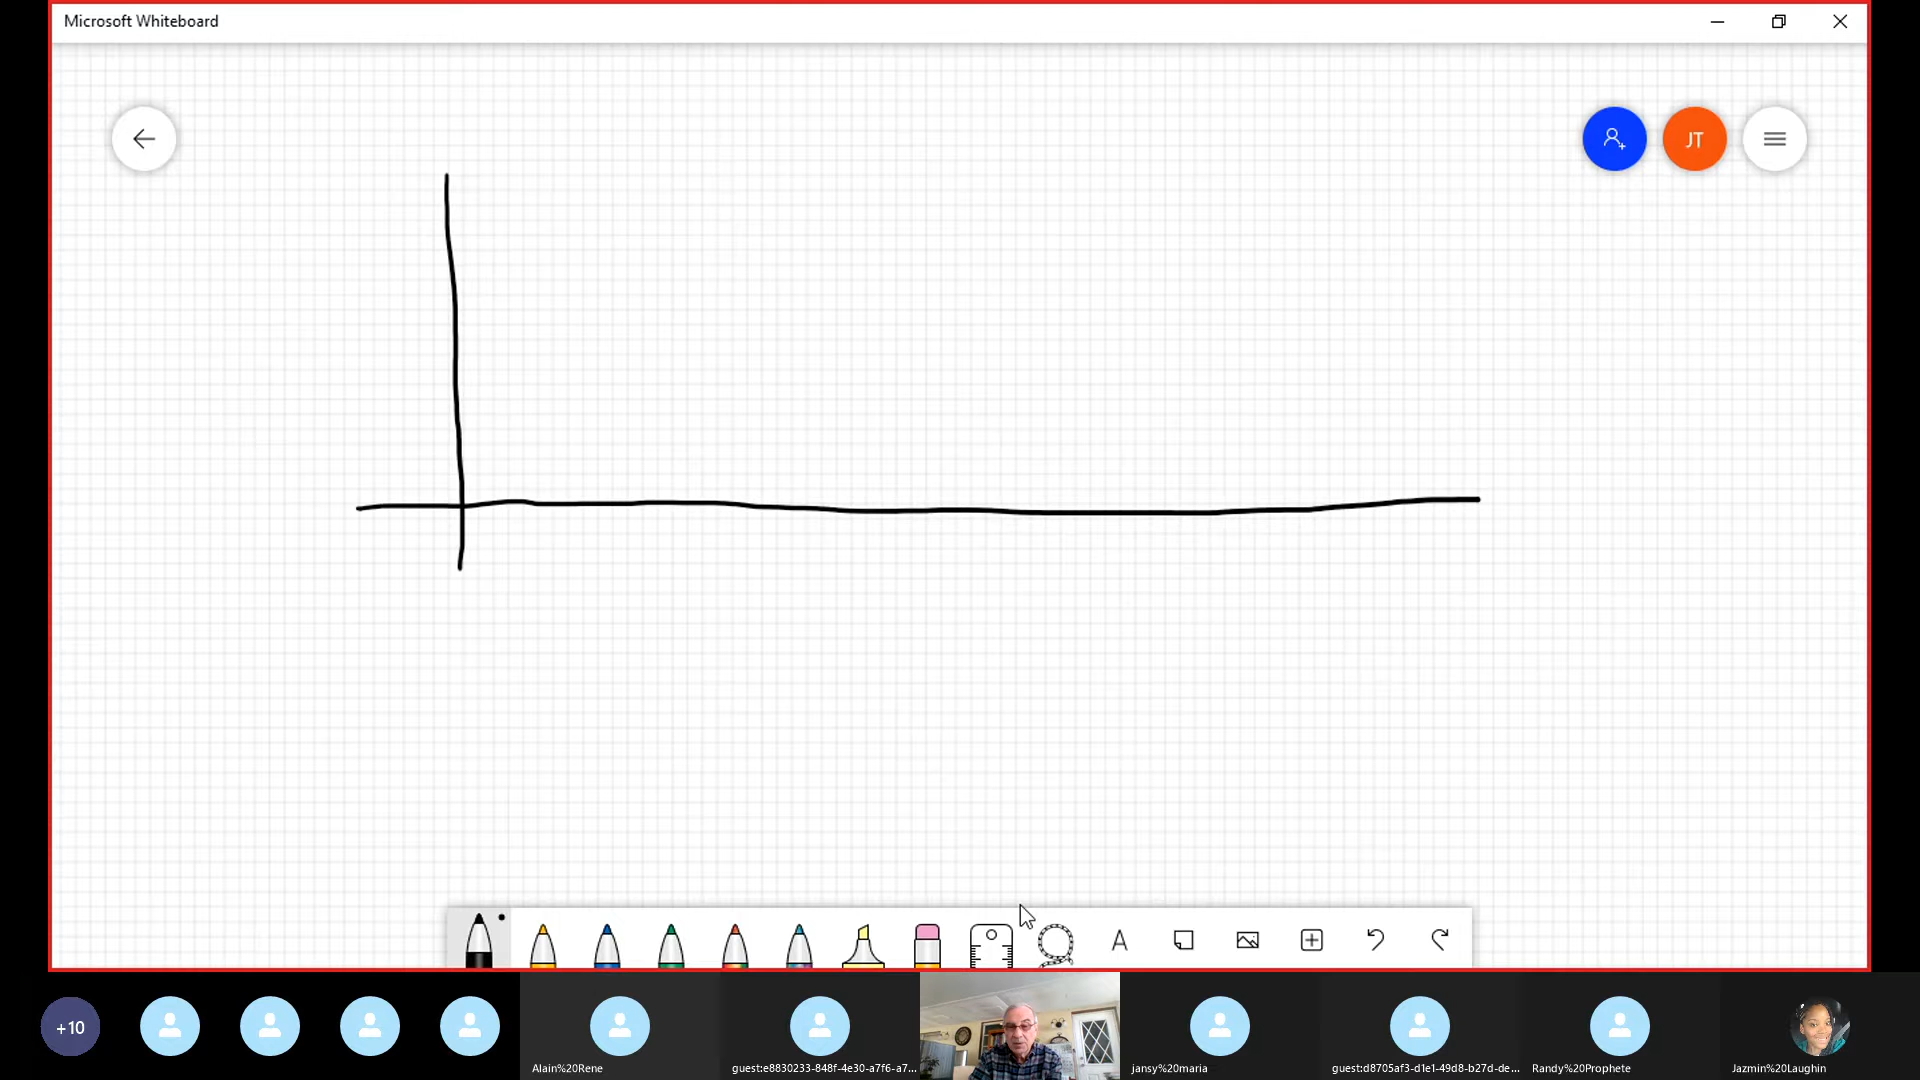 Microsoft Whiteboard
JT
A
+10
Alain%20Rene
guest:e8830233-848f-4e30-a7f6-a7...
jansy%20maria
guest:d8705af3-d1e1-49d8-b27d-de...
Randy%20Prophete
Jazmin%20Laughin